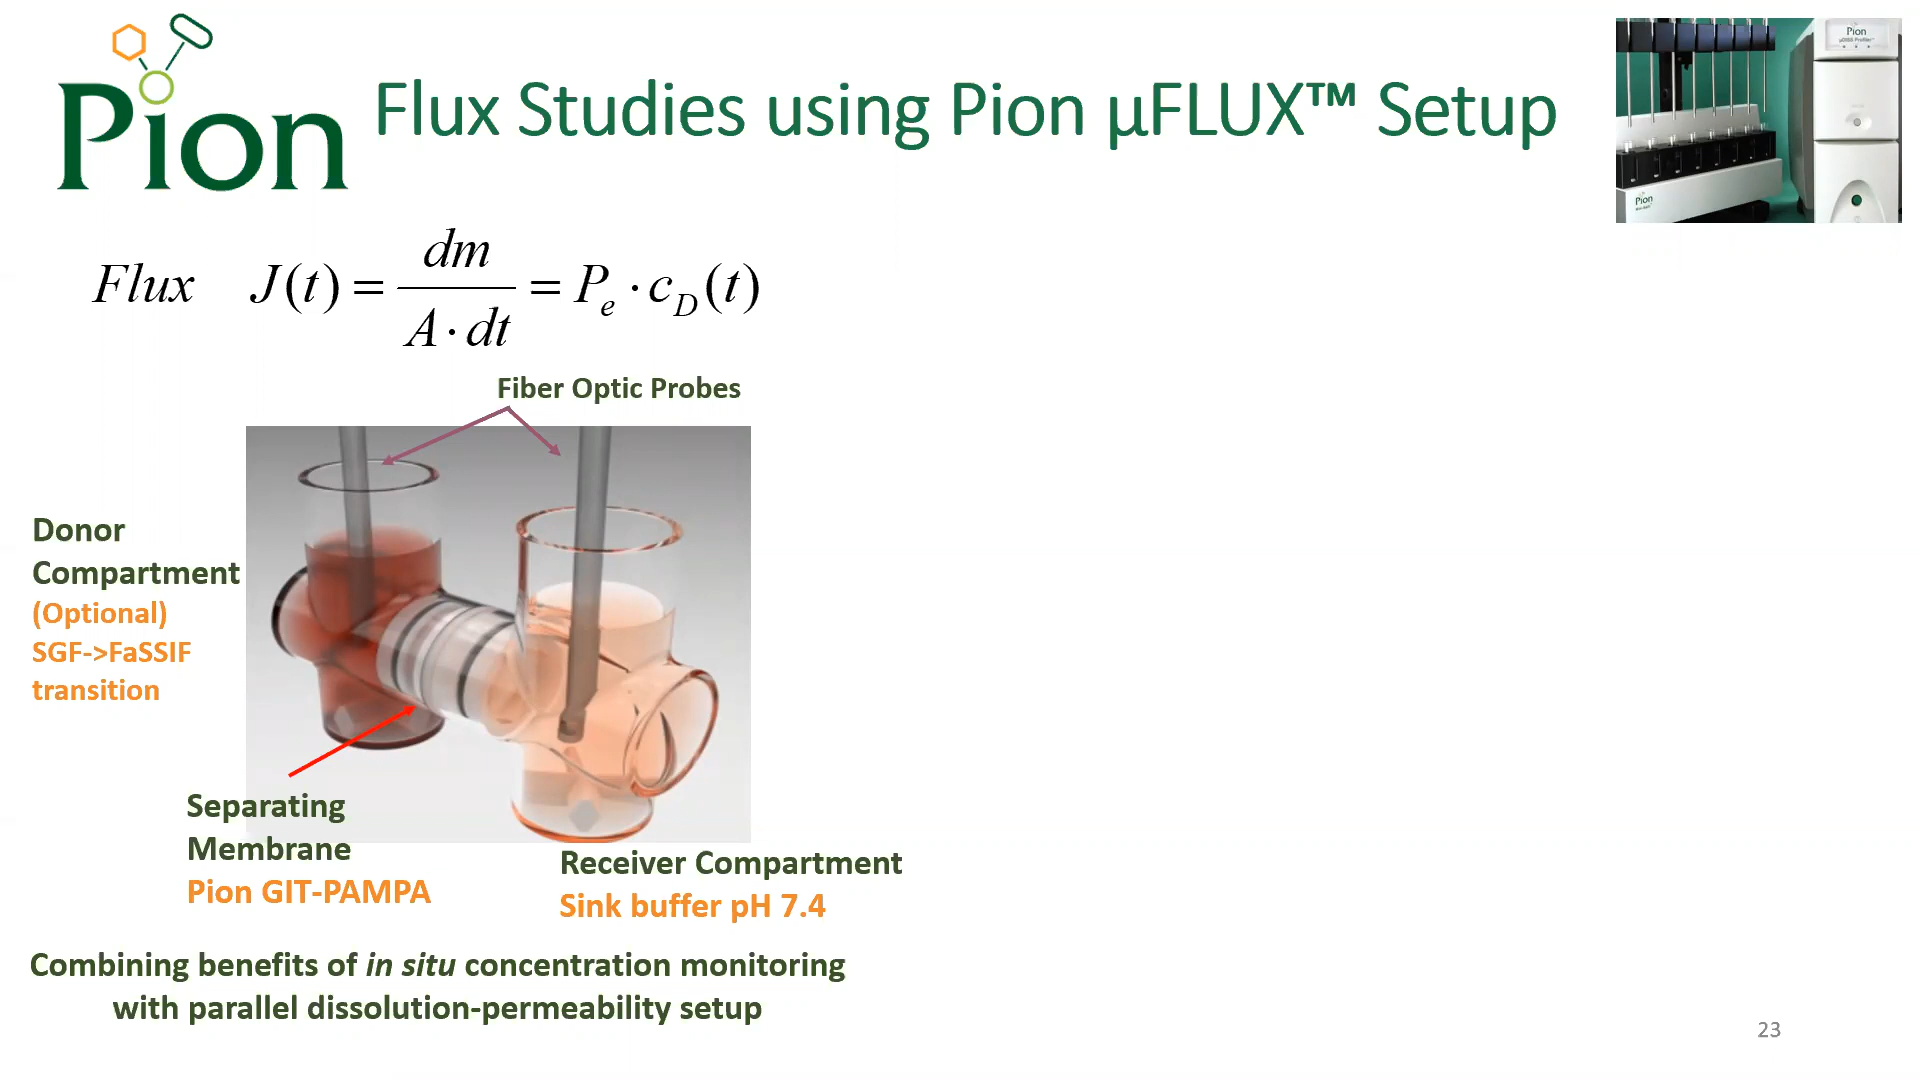 Pion
Flux Studies using Pion µFLUX™ Setup
Pion
µDISS Profiler™
Pion
Flux J(t) = dm / A · dt = Pe · cD(t)
Fiber Optic Probes
Donor
Compartment
(Optional)
SGF->FaSSIF
transition
Separating
Membrane
Pion GIT-PAMPA
Receiver Compartment
Sink buffer pH 7.4
Combining benefits of in situ concentration monitoring
with parallel dissolution-permeability setup
23